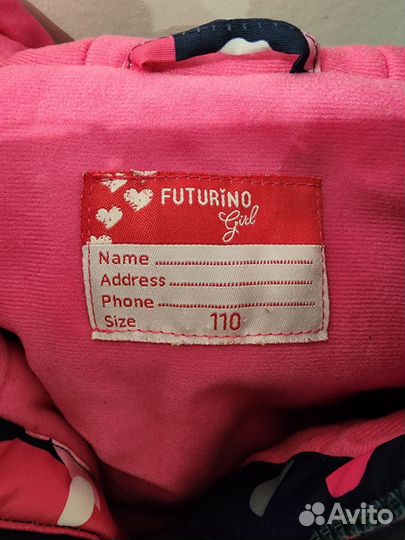 FUTURiNO
Girl
Name
Address
Phone
Size 110
Avito